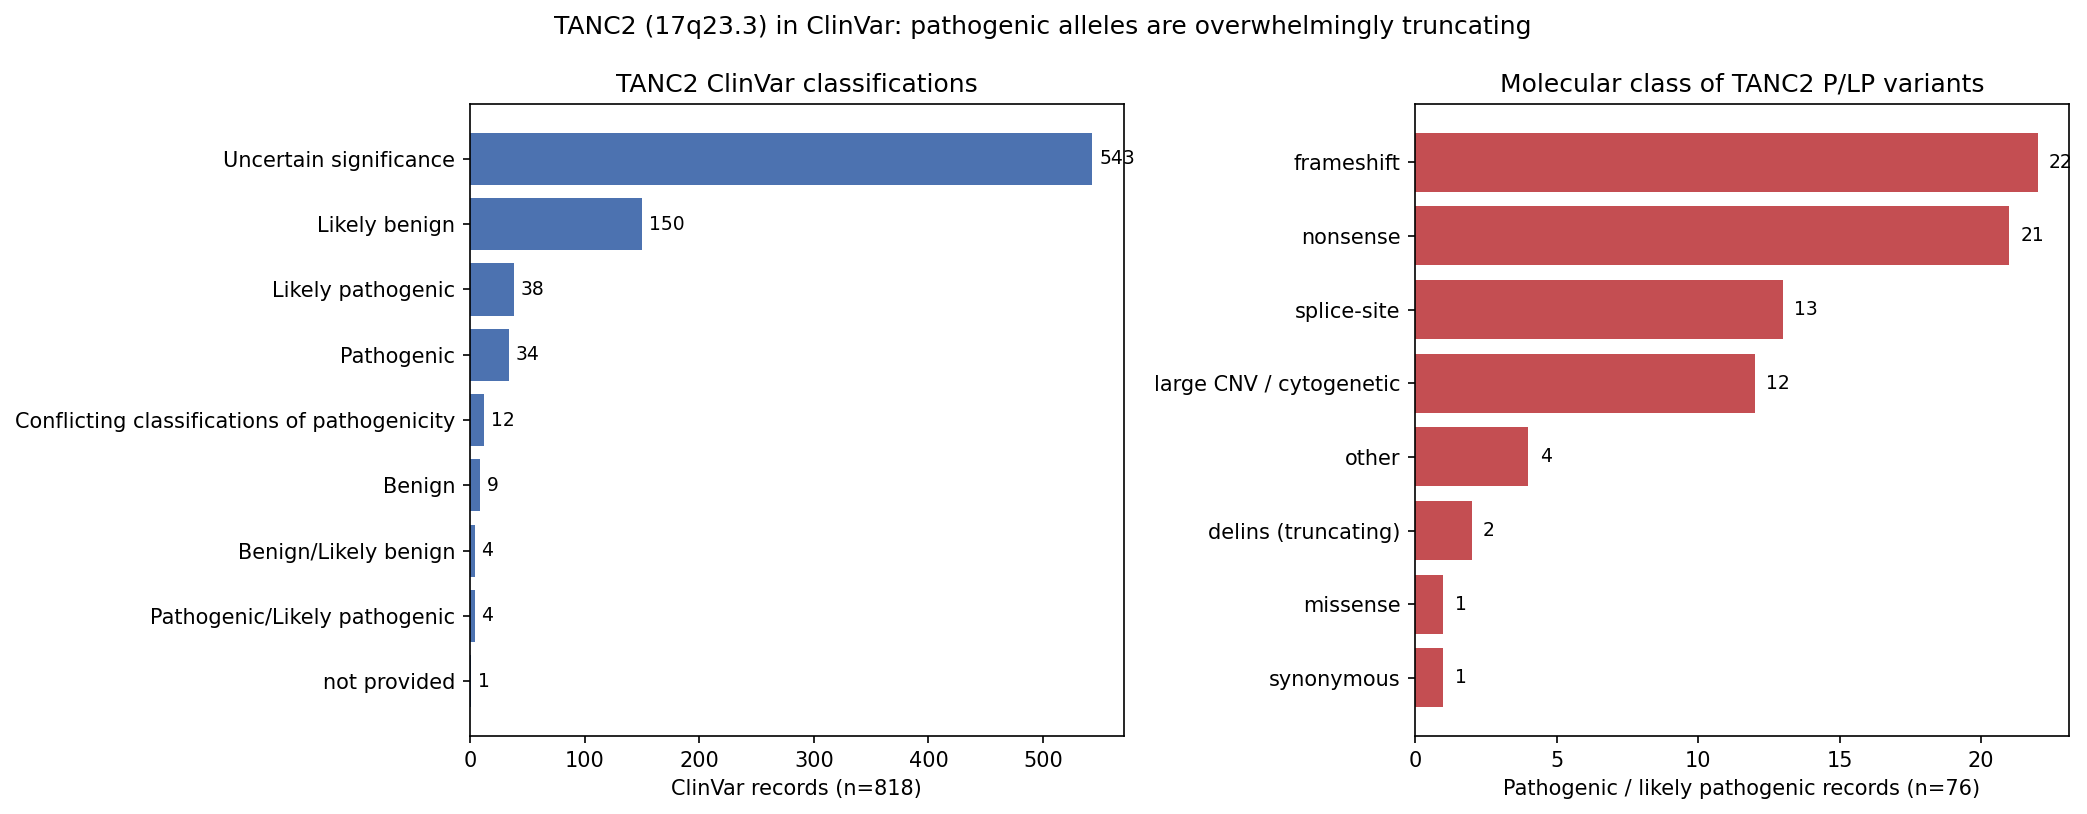 TANC2 (17q23.3) in ClinVar: pathogenic alleles are overwhelmingly truncating
TANC2 ClinVar classifications
Uncertain significance 543
Likely benign 150
Likely pathogenic 38
Pathogenic 34
Conflicting classifications of pathogenicity 12
Benign 9
Benign/Likely benign 4
Pathogenic/Likely pathogenic 4
not provided 1
0 100 200 300 400 500
ClinVar records (n=818)
Molecular class of TANC2 P/LP variants
frameshift 22
nonsense 21
splice-site 13
large CNV / cytogenetic 12
other 4
delins (truncating) 2
missense 1
synonymous 1
0 5 10 15 20
Pathogenic / likely pathogenic records (n=76)